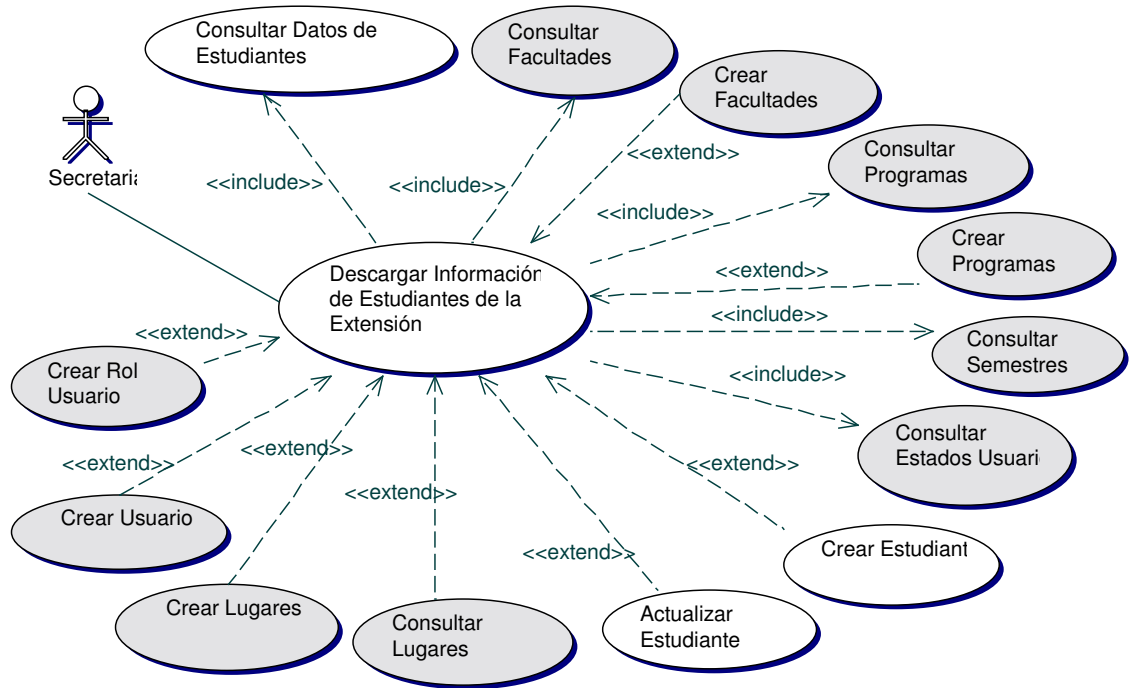 Consultar Datos de
Estudiantes
Consultar
Facultades
Crear
Facultades
Secretaria
<<extend>>
Consultar
Programas
<<include>>
<<include>>
<<include>>
Crear
Programas
Descargar Información
de Estudiantes de la
Extensión
<<extend>>
<<include>>
<<extend>>
Consultar
Semestres
Crear Rol
Usuario
<<include>>
Consultar
Estados Usuari
<<extend>>
<<extend>>
<<extend>>
<<extend>>
Crear Usuario
<<extend>>
Crear Estudiant
Crear Lugares
Consultar
Lugares
Actualizar
Estudiante